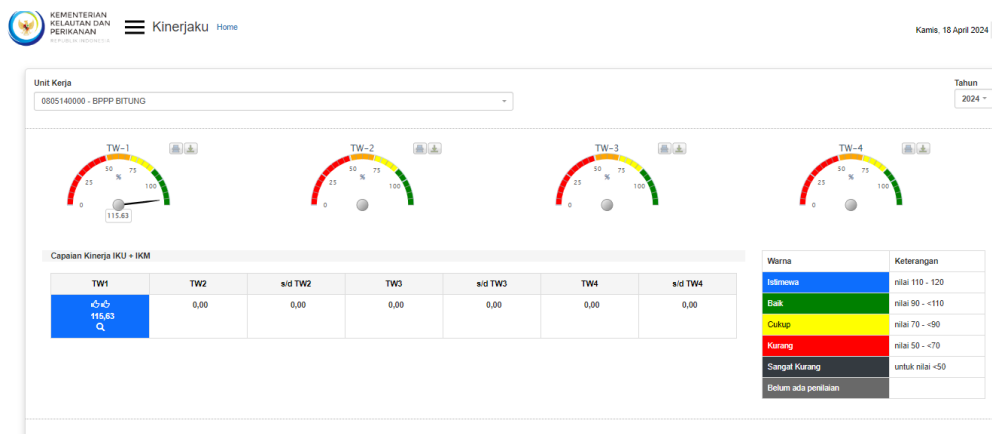 KEMENTERIAN
KELAUTAN DAN
PERIKANAN
REPUBLIK INDONESIA
Kinerjaku Home
Kamis, 18 April 2024
Unit Kerja
Tahun
0805140000 - BPPP BITUNG
2024
TW-1
0 25 50 75 100
%
115.63
TW-2
0 25 50 75 100
%
TW-3
0 25 50 75 100
%
TW-4
0 25 50 75 100
%
Capaian Kinerja IKU + IKM
TW1 TW2 s/d TW2 TW3 s/d TW3 TW4 s/d TW4
115,63 0,00 0,00 0,00 0,00 0,00 0,00
Warna Keterangan
Istimewa nilai 110 - 120
Baik nilai 90 - <110
Cukup nilai 70 - <90
Kurang nilai 50 - <70
Sangat Kurang untuk nilai <50
Belum ada penilaian